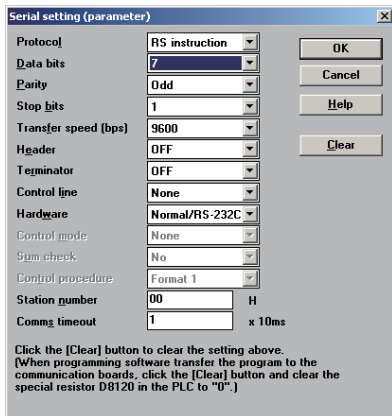 Serial setting (parameter)
Protocol RS instruction OK
Data bits 7 Cancel
Parity Odd
Stop bits 1 Help
Transfer speed (bps) 9600
Header OFF Clear
Terminator OFF
Control line None
Hardware Normal/RS-232C
Control mode None
Sum check No
Control procedure Format 1
Station number 00 H
Comms timeout 1 x 10ms
Click the [Clear] button to clear the setting above.
(When programming software transfer the program to the
communication boards, click the [Clear] button and clear the
special resistor D8120 in the PLC to "0".)